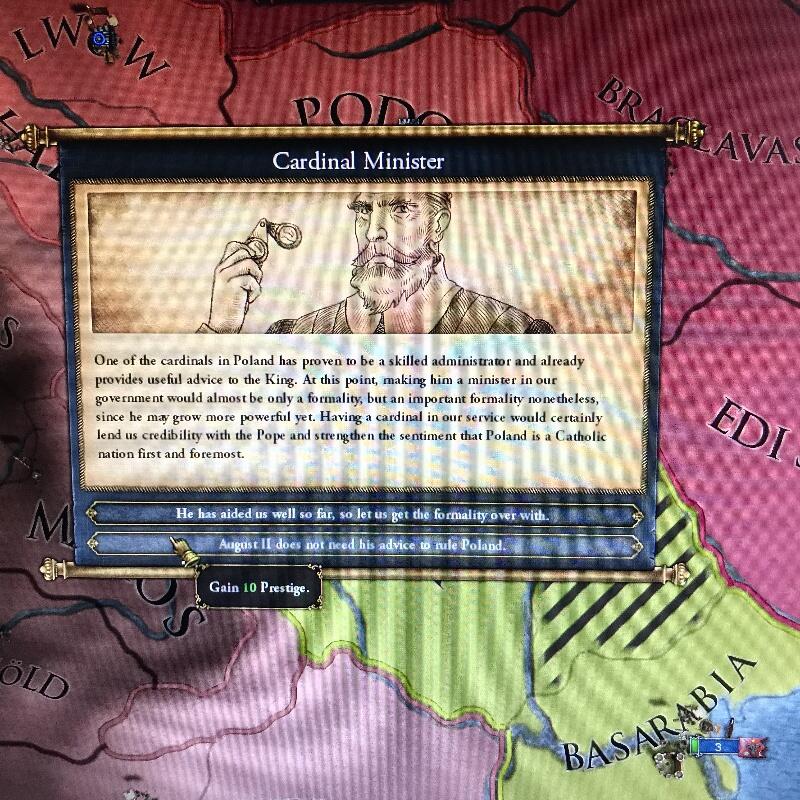 LWOW
PODO
BRACLAVAS
Cardinal Minister
One of the cardinals in Poland has proven to be a skilled administrator and already
provides useful advice to the King. At this point, making him a minister in our
government would almost be only a formality, but an important formality nonetheless,
since he may grow more powerful yet. Having a cardinal in our service would certainly
lend us credibility with the Pope and strengthen the sentiment that Poland is a Catholic
nation first and foremost.
EDIS
He has aided us well so far, so let us get the formality over with.
August II does not need his advice to rule Poland.
Gain 10 Prestige.
ÖLD
BASARABIA
3